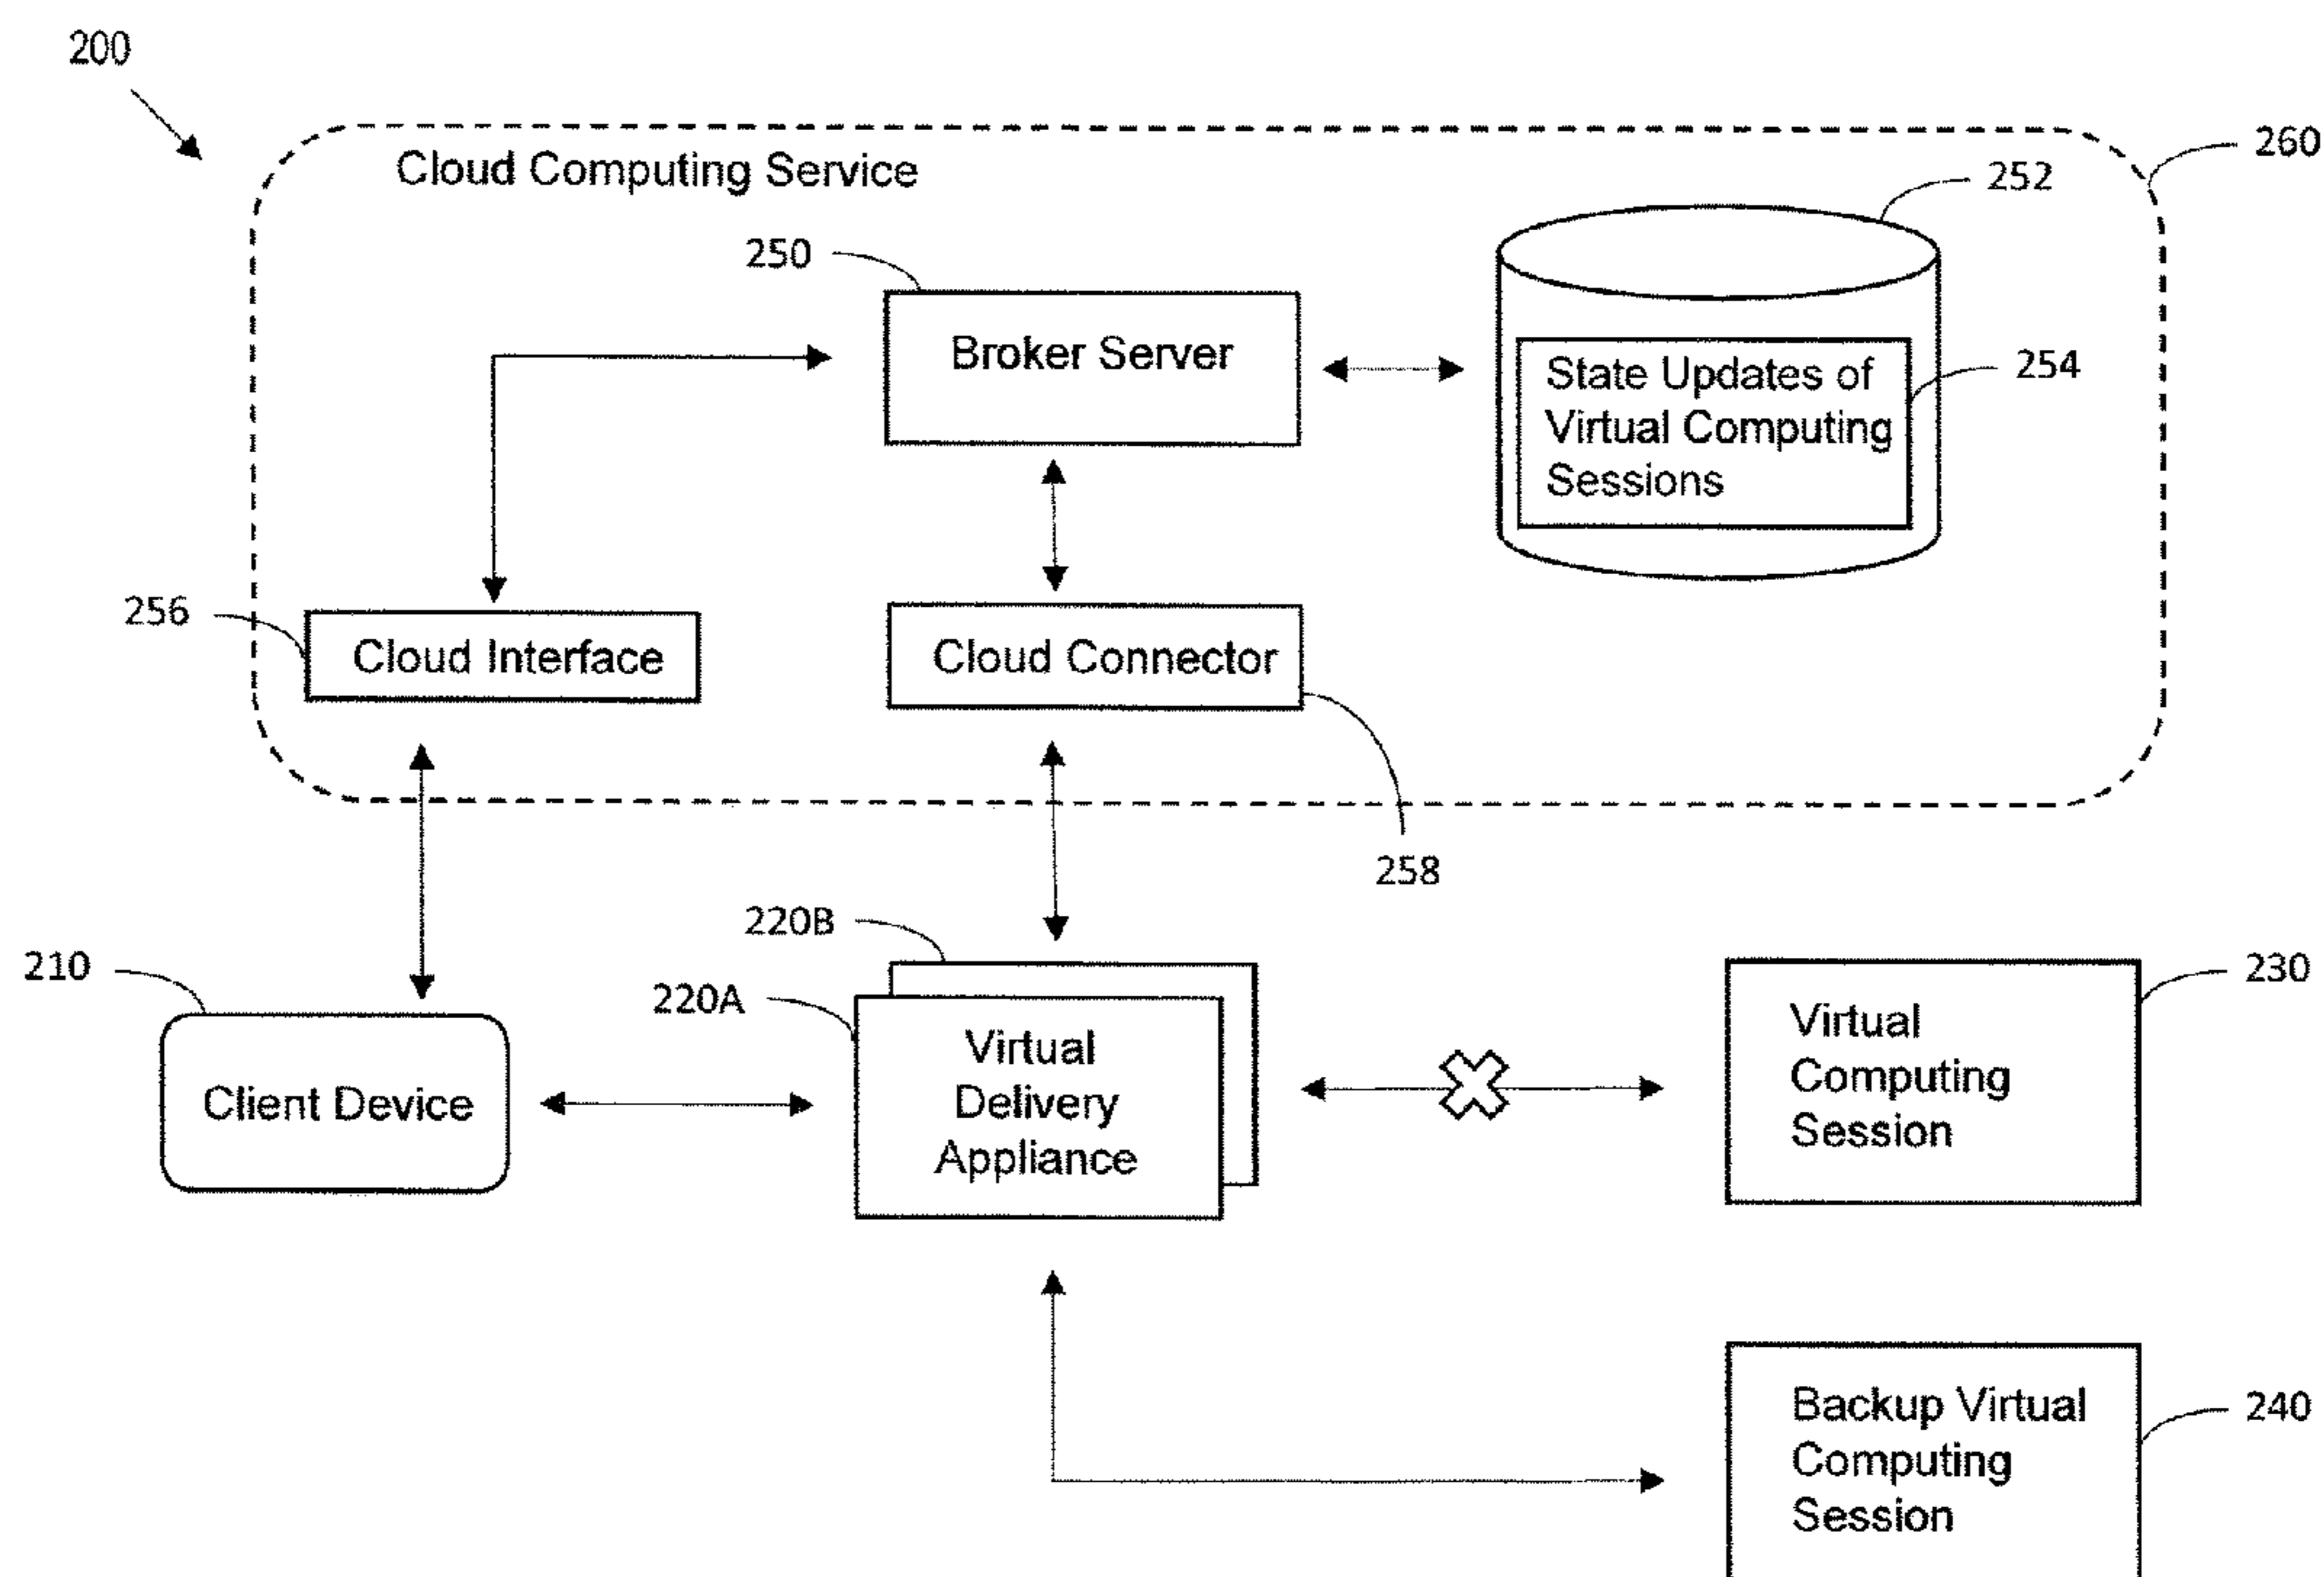 200
Cloud Computing Service
260
252
250
Broker Server
State Updates of
Virtual Computing
Sessions
254
256
Cloud Interface
Cloud Connector
258
220B
210
220A
Client Device
Virtual
Delivery
Appliance
Virtual
Computing
Session
230
Backup Virtual
Computing
Session
240